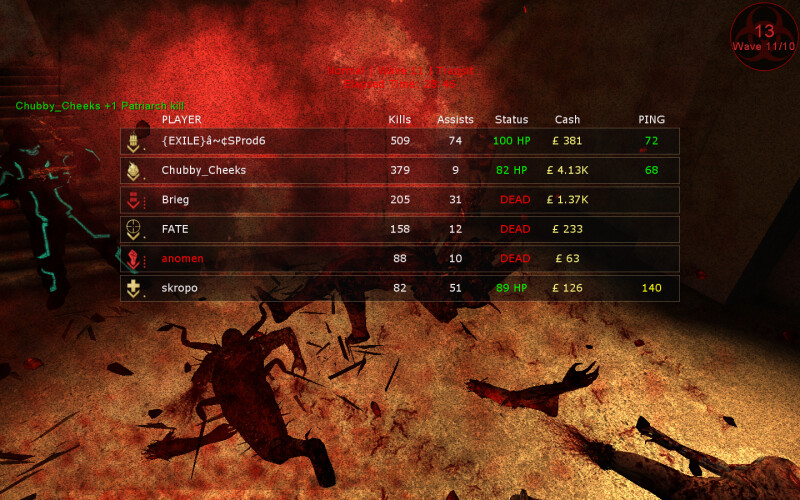 13
Wave 11/10
Chubby_Cheeks +1 Patriarch kill
PLAYER Kills Assists Status Cash PING
{EXILE}å~¢SProd6 509 74 100 HP £ 381 72
Chubby_Cheeks 379 9 82 HP £ 4.13K 68
Brieg 205 31 DEAD £ 1.37K
FATE 158 12 DEAD £ 233
anomen 88 10 DEAD £ 63
skropo 82 51 89 HP £ 126 140